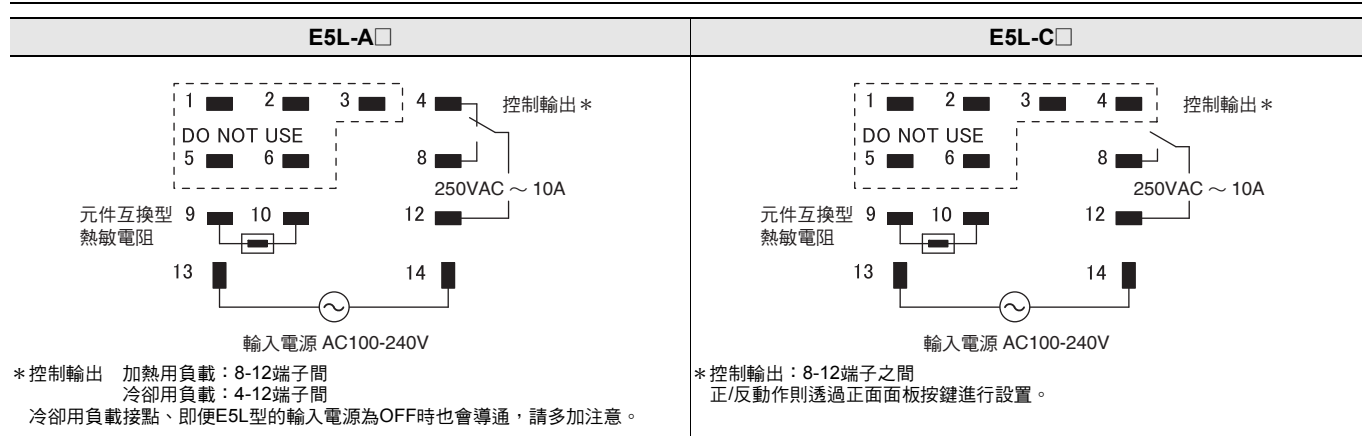 E5L-A□
1 2 3 4 控制輸出＊
DO NOT USE
5 6 8
250VAC ～ 10A
元件互換型 9 10 12
熱敏電阻
13 14
輸入電源 AC100-240V
＊控制輸出 加熱用負載：8-12端子間
冷卻用負載：4-12端子間
冷卻用負載接點、即便E5L型的輸入電源為OFF時也會導通，請多加注意。
E5L-C□
1 2 3 4 控制輸出＊
DO NOT USE
5 6 8
250VAC ～ 10A
元件互換型 9 10 12
熱敏電阻
13 14
輸入電源 AC100-240V
＊控制輸出：8-12端子之間
正/反動作則透過正面面板按鍵進行設置。